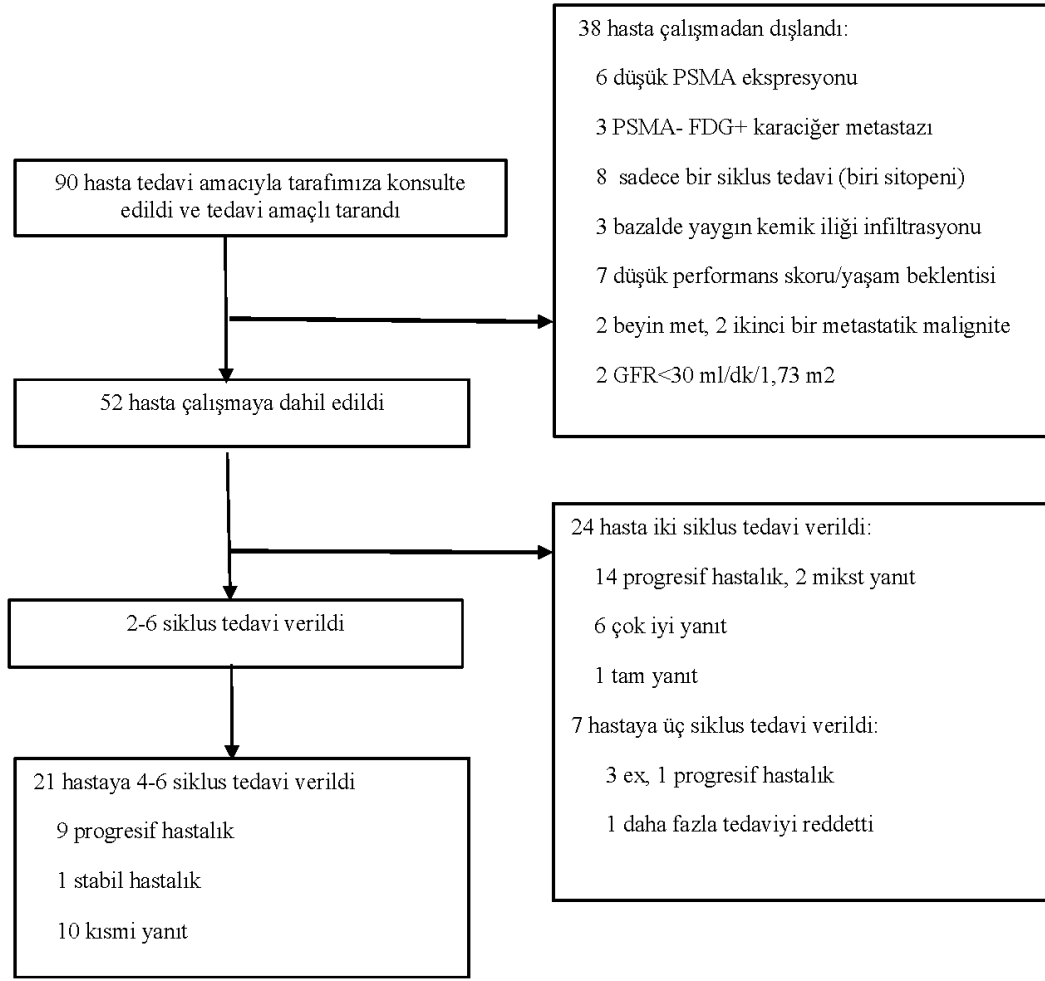 90 hasta tedavi amacıyla tarafımıza konsulte
edildi ve tedavi amaçlı tarandı
38 hasta çalışmadan dışlandı:
6 düşük PSMA ekspresyonu
3 PSMA- FDG+ karaciğer metastazı
8 sadece bir siklus tedavi (biri sitopeni)
3 bazalde yaygın kemik iliği infiltrasyonu
7 düşük performans skoru/yaşam beklentisi
2 beyin met, 2 ikinci bir metastatik malignite
2 GFR<30 ml/dk/1,73 m2
52 hasta çalışmaya dahil edildi
24 hasta iki siklus tedavi verildi:
14 progresif hastalık, 2 mikst yanıt
6 çok iyi yanıt
1 tam yanıt
7 hastaya üç siklus tedavi verildi:
3 ex, 1 progresif hastalık
1 daha fazla tedaviyi reddetti
2-6 siklus tedavi verildi
21 hastaya 4-6 siklus tedavi verildi
9 progresif hastalık
1 stabil hastalık
10 kısmi yanıt